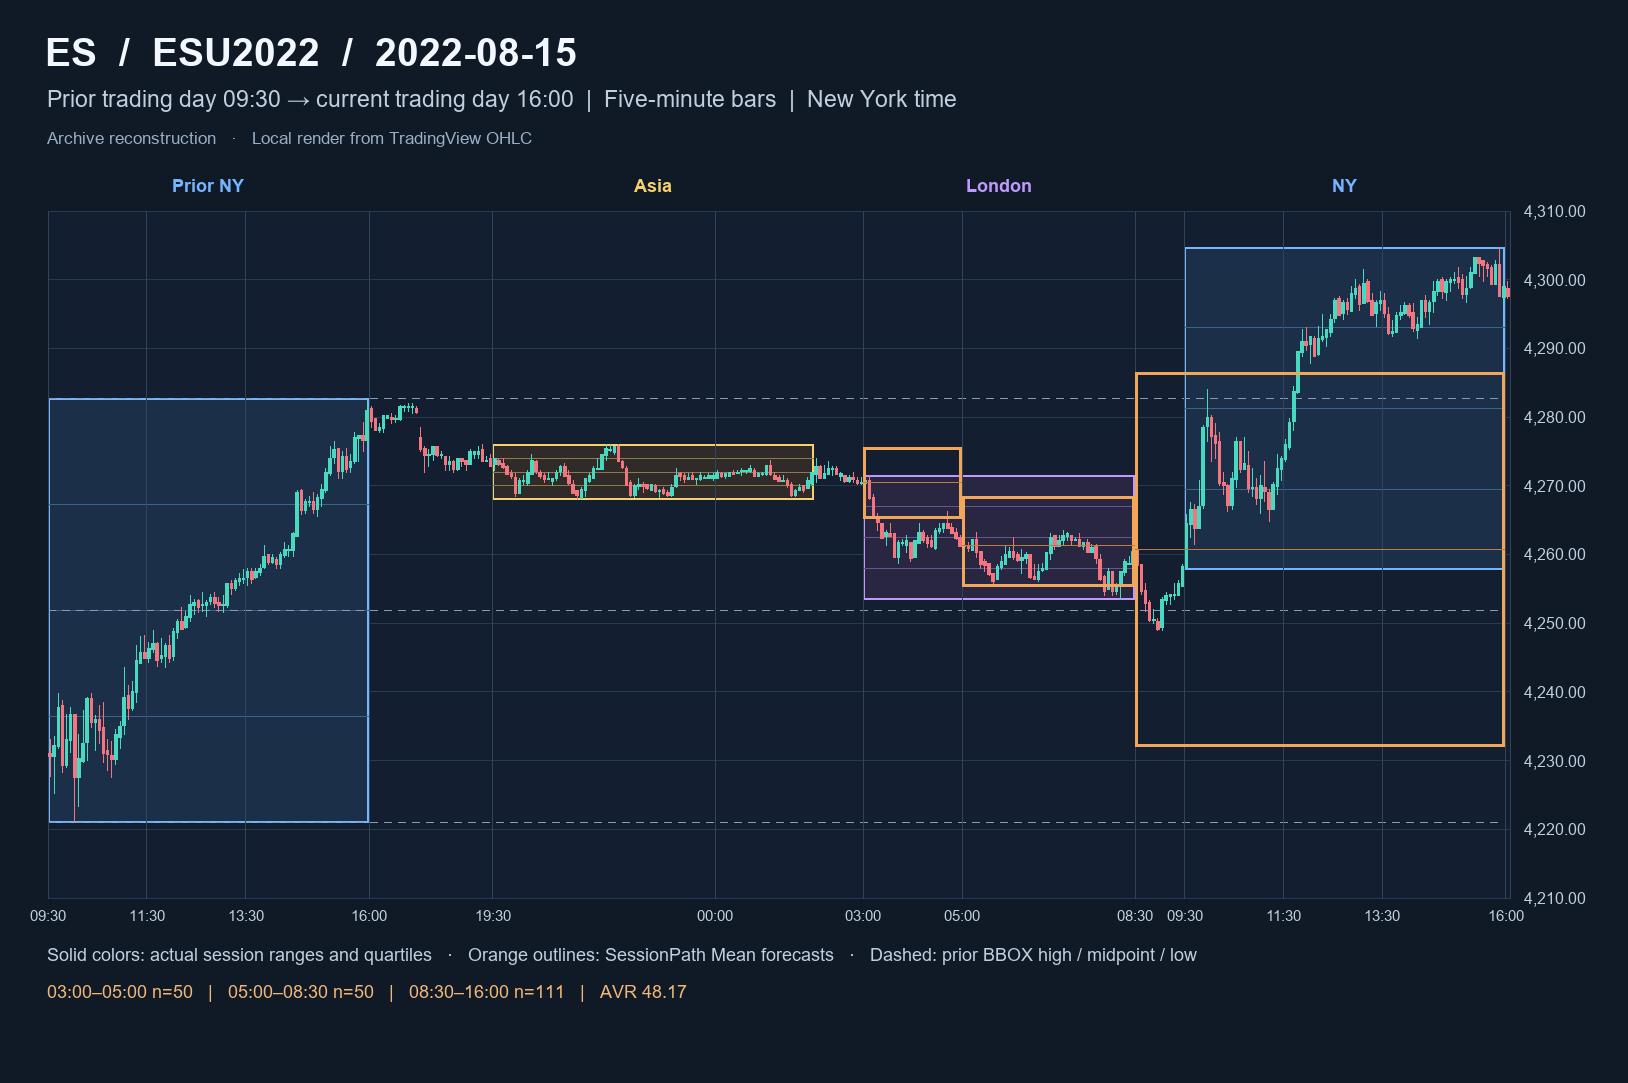 ES / ESU2022 / 2022-08-15
Prior trading day 09:30 → current trading day 16:00 | Five-minute bars | New York time
Archive reconstruction · Local render from TradingView OHLC
Prior NY
Asia
London
NY
4,310.00
4,300.00
4,290.00
4,280.00
4,270.00
4,260.00
4,250.00
4,240.00
4,230.00
4,220.00
4,210.00
09:30 11:30 13:30 16:00 19:30 00:00 03:00 05:00 08:30 09:30 11:30 13:30 16:00
Solid colors: actual session ranges and quartiles · Orange outlines: SessionPath Mean forecasts · Dashed: prior BBOX high / midpoint / low
03:00–05:00 n=50 | 05:00–08:30 n=50 | 08:30–16:00 n=111 | AVR 48.17